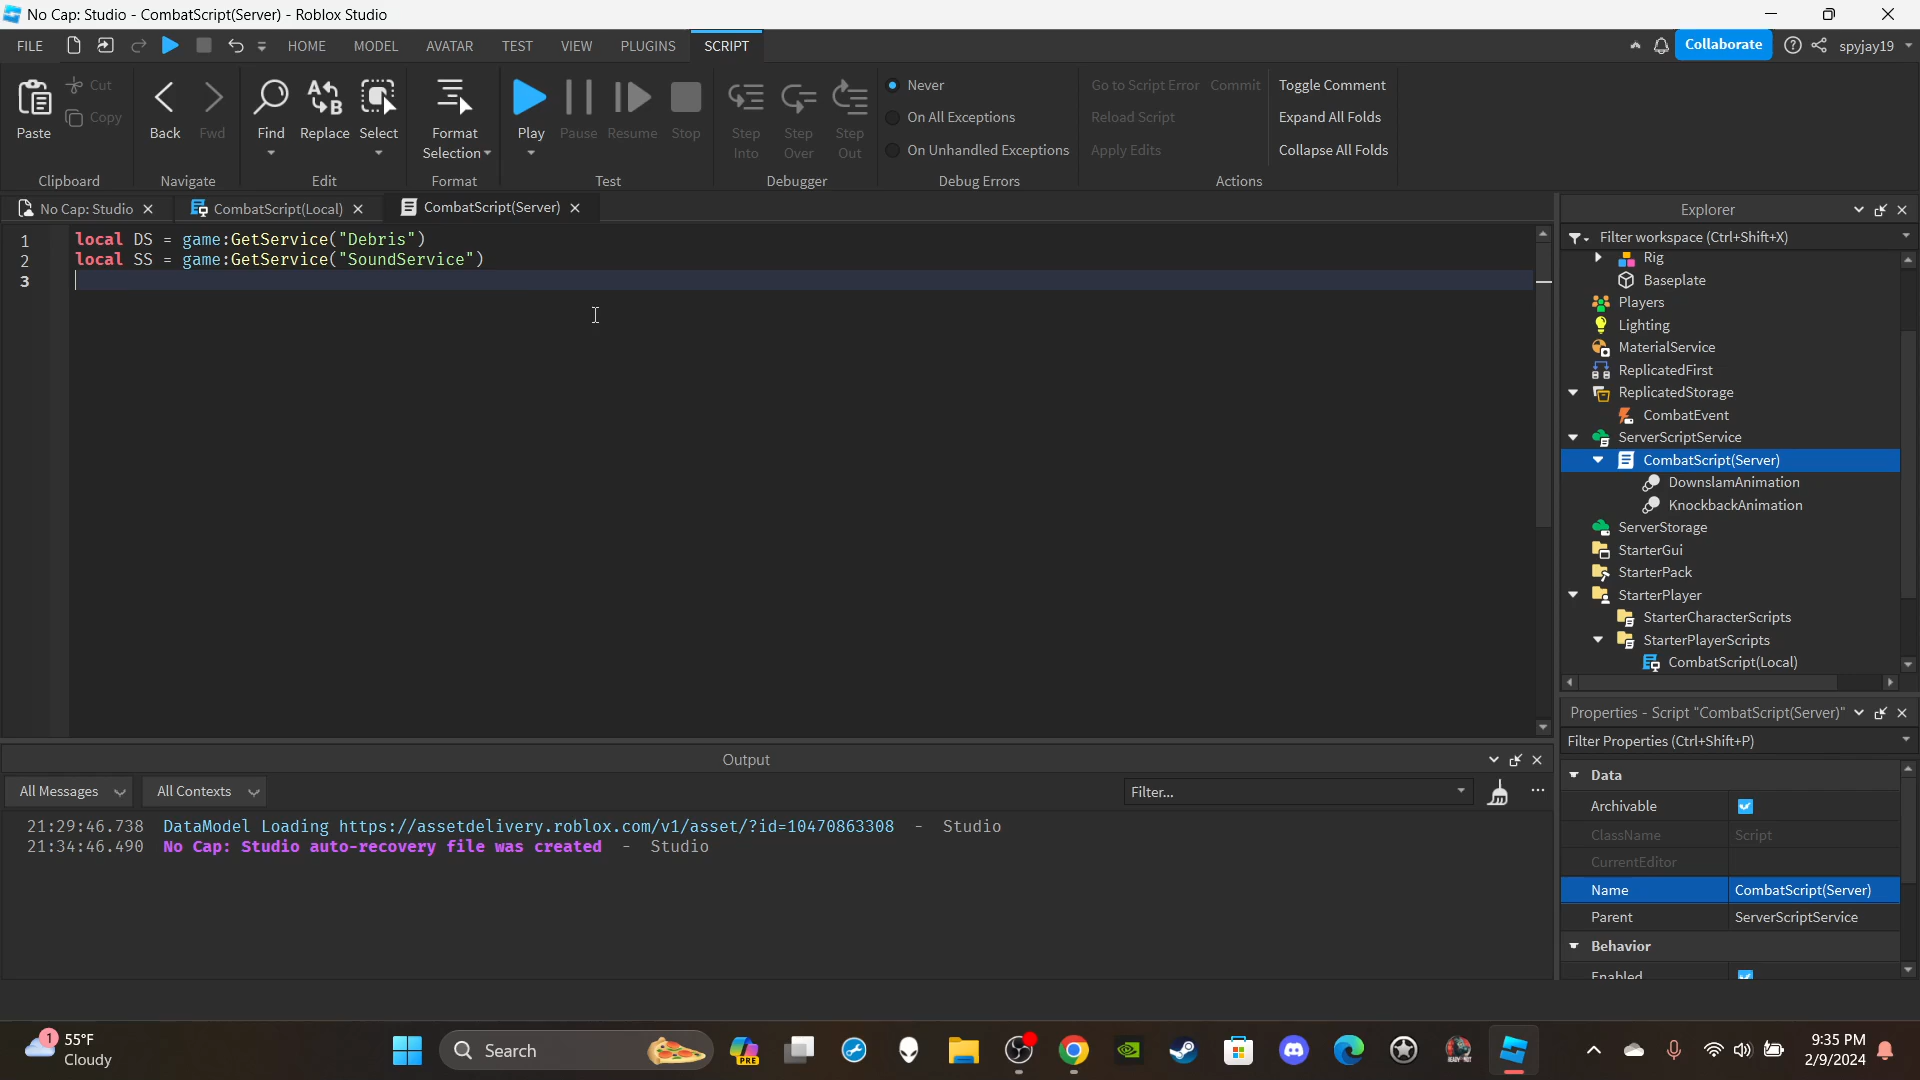 No Cap: Studio - CombatScript(Server) - Roblox Studio
FILE HOME MODEL AVATAR TEST VIEW PLUGINS SCRIPT Collaborate spyjay19
Paste Cut Copy Clipboard
Back Fwd Navigate
Find Replace Select Edit
Format Selection Format
Play Pause Resume Stop Test
Step Into Step Over Step Out Debugger
Never
On All Exceptions
On Unhandled Exceptions
Debug Errors
Go to Script Error Commit
Reload Script
Apply Edits
Toggle Comment
Expand All Folds
Collapse All Folds
Actions
No Cap: Studio CombatScript(Local) CombatScript(Server)
1 local DS = game:GetService("Debris")
2 local SS = game:GetService("SoundService")
3
Explorer
Filter workspace (Ctrl+Shift+X)
Rig
Baseplate
Players
Lighting
MaterialService
ReplicatedFirst
ReplicatedStorage
CombatEvent
ServerScriptService
CombatScript(Server)
DownslamAnimation
KnockbackAnimation
ServerStorage
StarterGui
StarterPack
StarterPlayer
StarterCharacterScripts
StarterPlayerScripts
CombatScript(Local)
Properties - Script "CombatScript(Server)"
Filter Properties (Ctrl+Shift+P)
Data
Archivable
ClassName Script
CurrentEditor
Name CombatScript(Server)
Parent ServerScriptService
Behavior
Enabled
Output
All Messages All Contexts Filter...
21:29:46.738 DataModel Loading https://assetdelivery.roblox.com/v1/asset/?id=10470863308 - Studio
21:34:46.490 No Cap: Studio auto-recovery file was created - Studio
1 55°F
Cloudy
Search
PRE
9:35 PM
2/9/2024